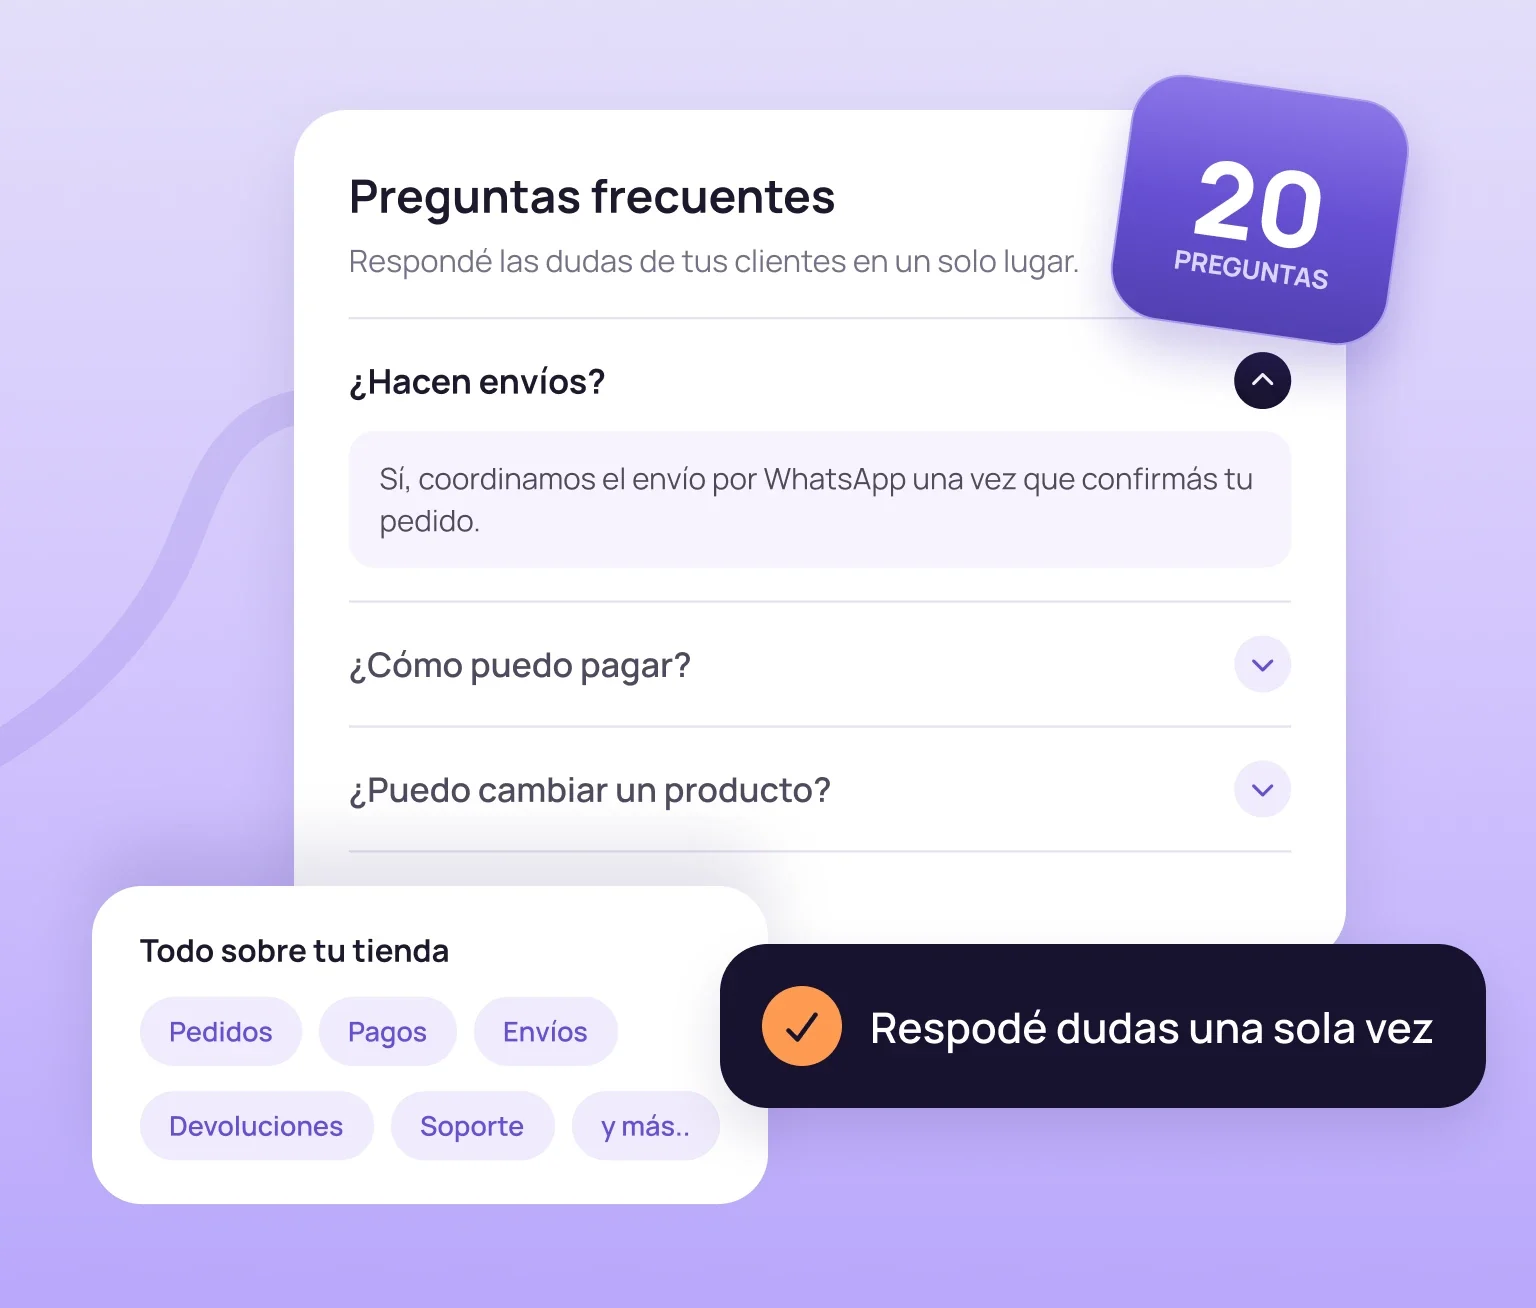 Preguntas frecuentes
Respondé las dudas de tus clientes en un solo lugar.
20
PREGUNTAS
¿Hacen envíos?
Sí, coordinamos el envío por WhatsApp una vez que confirmás tu
pedido.
¿Cómo puedo pagar?
¿Puedo cambiar un producto?
Todo sobre tu tienda
Pedidos Pagos Envíos
Devoluciones Soporte y más..
Respodé dudas una sola vez